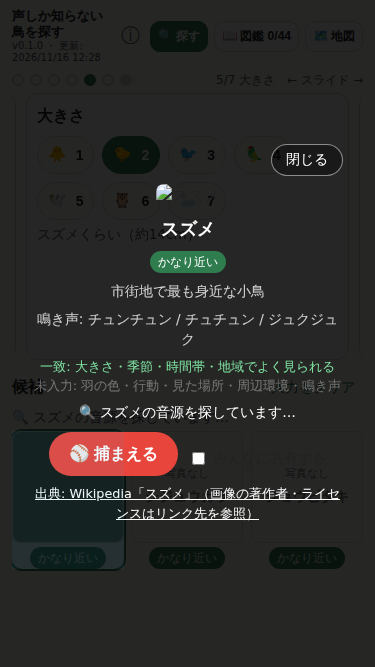 声しか知らない
鳥を探す
v0.1.0 · 更新:
2026/11/16 12:28
ⓘ
🔍 探す
📖 図鑑 0/44
🗺️ 地図
5/7 大きさ ← スライド →
大きさ
🐥 1
🐤 2
🐦 3
🦜 4
🕊️ 5
🦉 6
🦢 7
スズメくらい（約14
閉じる
スズメ
かなり近い
市街地で最も身近な小鳥
鳴き声: チュンチュン / チュチュン / ジュクジュ
ク
一致: 大きさ・季節・時間帯・地域でよく見られる
候補
未入力: 羽の色・行動・見た場所・周辺環境・鳴き声
🔍 スズメの音源を探しています…
⚾ 捕まえる
写真なし
写真なし
出典: Wikipedia「スズメ」（画像の著作者・ライセ
ンスはリンク先を参照）
かなり近い
かなり近い
かなり近い